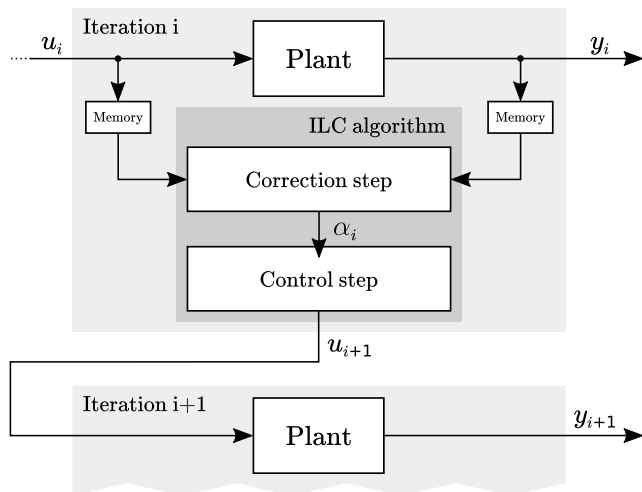 Iteration i
u_i
Plant
y_i
Memory
Memory
ILC algorithm
Correction step
α_i
Control step
u_{i+1}
Iteration i+1
Plant
y_{i+1}